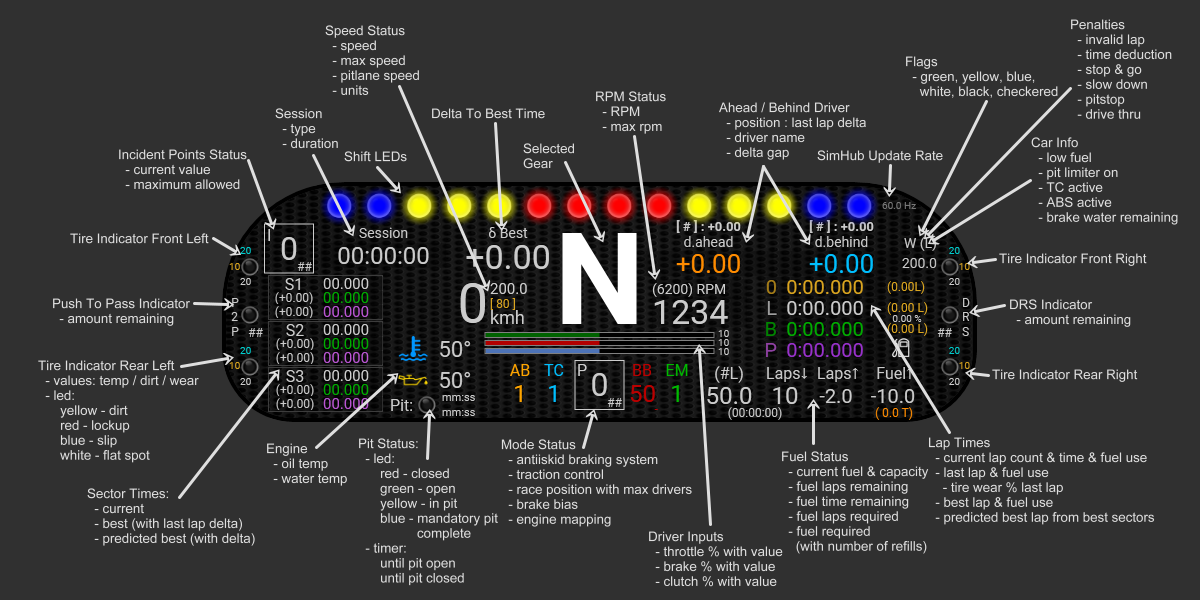 Speed Status
- speed
- max speed
- pitlane speed
- units
Penalties
- invalid lap
- time deduction
- stop & go
- slow down
- pitstop
- drive thru
Flags
- green, yellow, blue,
white, black, checkered
RPM Status
- RPM
- max rpm
Ahead / Behind Driver
- position : last lap delta
- driver name
- delta gap
Session
- type
- duration
Delta To Best Time
Selected
Gear
SimHub Update Rate
Car Info
- low fuel
- pit limiter on
- TC active
- ABS active
- brake water remaining
Incident Points Status
- current value
- maximum allowed
Shift LEDs
60.0 Hz
Tire Indicator Front Left
20
10
20
I
0
##
Session
00:00:00
δ Best
+0.00
N
[ # ] : +0.00
d.ahead
+0.00
[ # ] : +0.00
d.behind
+0.00
W (L)
200.0
20
10
20
Tire Indicator Front Right
Push To Pass Indicator
- amount remaining
P
2
P
##
S1 00.000
(+0.00) 00.000
(+0.00) 00.000
S2 00.000
(+0.00) 00.000
(+0.00) 00.000
S3 00.000
(+0.00) 00.000
(+0.00) 00.000
0
200.0
[ 80 ]
kmh
(6200) RPM
1234
0 0:00.000 (0.00L)
L 0:00.000 (0.00 L)
0.00 %
B 0:00.000 (0.00 L)
P 0:00.000
D
R
S
##
DRS Indicator
- amount remaining
10
10
10
50°
50°
Pit:
mm:ss
mm:ss
AB
1
TC
1
P
0
##
BB
50
EM
1
(#L)
50.0
(00:00:00)
Laps↓
10
Laps↑
-2.0
Fuel↑
-10.0
( 0.0 T)
Tire Indicator Rear Left
- values: temp / dirt / wear
- led:
yellow - dirt
red - lockup
blue - slip
white - flat spot
20
10
20
20
10
20
Tire Indicator Rear Right
Engine
- oil temp
- water temp
Sector Times:
- current
- best (with last lap delta)
- predicted best (with delta)
Pit Status:
- led:
red - closed
green - open
yellow - in pit
blue - mandatory pit
complete
- timer:
until pit open
until pit closed
Mode Status
- antiiskid braking system
- traction control
- race position with max drivers
- brake bias
- engine mapping
Driver Inputs
- throttle % with value
- brake % with value
- clutch % with value
Fuel Status
- current fuel & capacity
- fuel laps remaining
- fuel time remaining
- fuel laps required
- fuel required
(with number of refills)
Lap Times
- current lap count & time & fuel use
- last lap & fuel use
- tire wear % last lap
- best lap & fuel use
- predicted best lap from best sectors